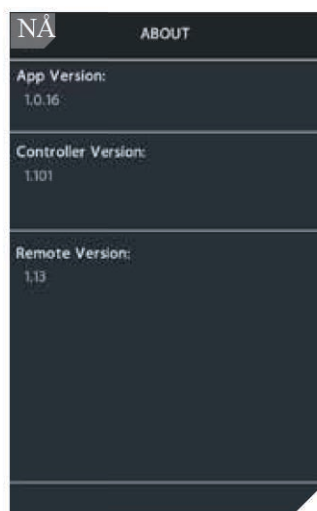 NÅ
ABOUT
App Version:
1.0.16
Controller Version:
1.101
Remote Version:
1,13